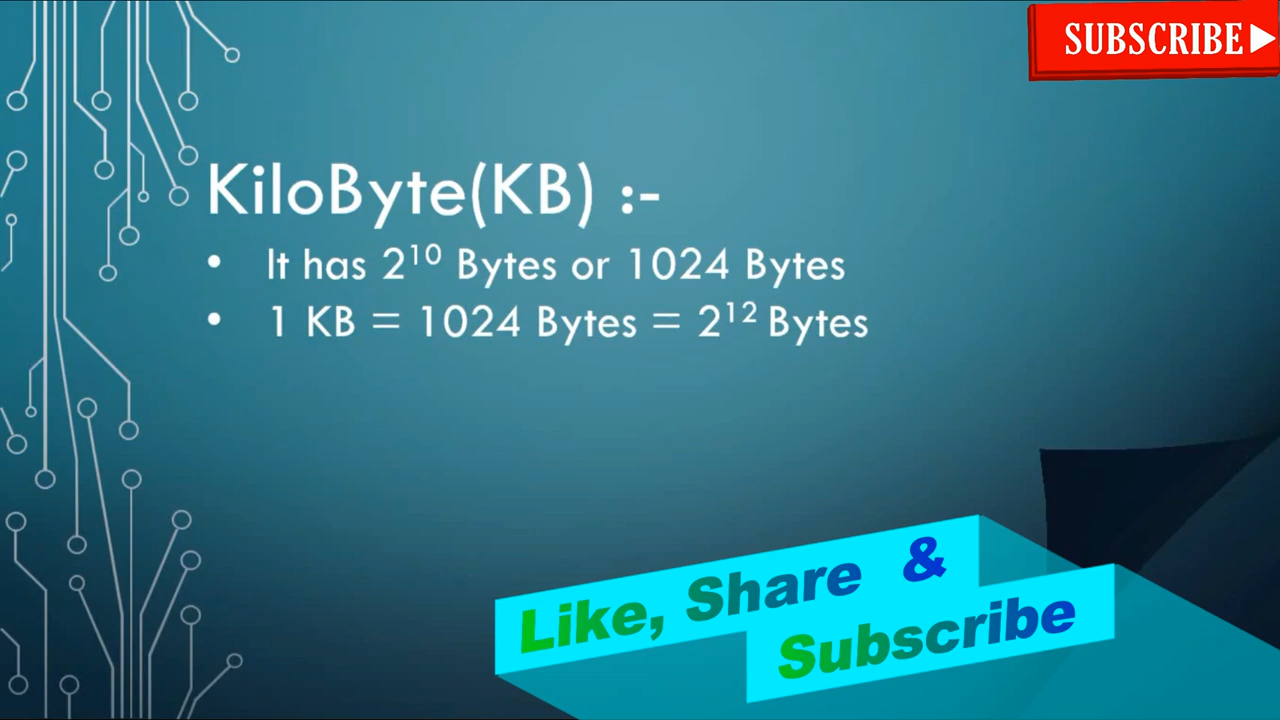 SUBSCRIBE
KiloByte(KB) :-
• It has 2¹⁰ Bytes or 1024 Bytes
• 1 KB = 1024 Bytes = 2¹² Bytes
Like, Share &
Subscribe